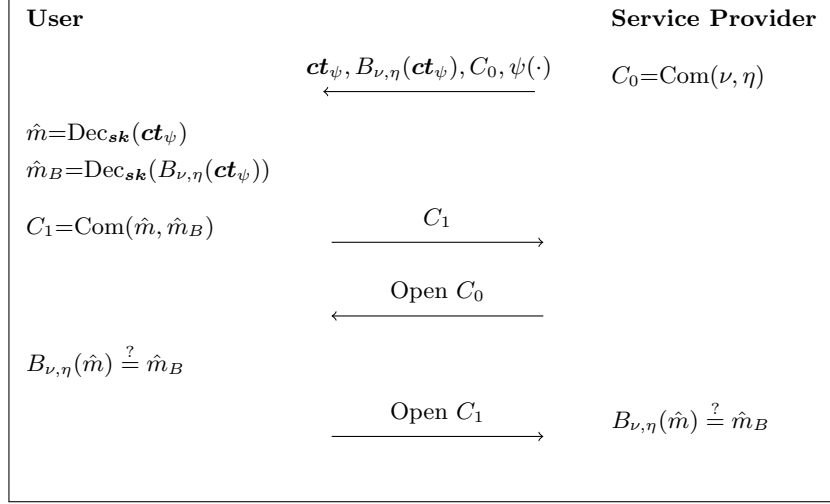 User Service Provider
𝒄𝒕_ψ, B_{ν,η}(𝒄𝒕_ψ), C_0, ψ(·)
C_0=Com(ν, η)
m̂=Dec_𝒔𝒌(𝒄𝒕_ψ)
m̂_B=Dec_𝒔𝒌(B_{ν,η}(𝒄𝒕_ψ))
C_1=Com(m̂, m̂_B) C_1
Open C_0
B_{ν,η}(m̂) ≟ m̂_B
Open C_1 B_{ν,η}(m̂) ≟ m̂_B